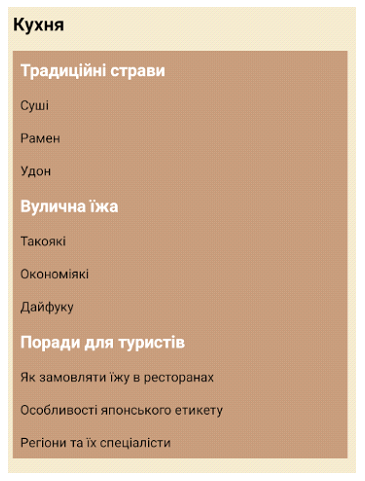 Кухня
Традиційні страви
Суші
Рамен
Удон
Вулична їжа
Такоякі
Окономіякі
Дайфуку
Поради для туристів
Як замовляти їжу в ресторанах
Особливості японського етикету
Регіони та їх спеціалісти